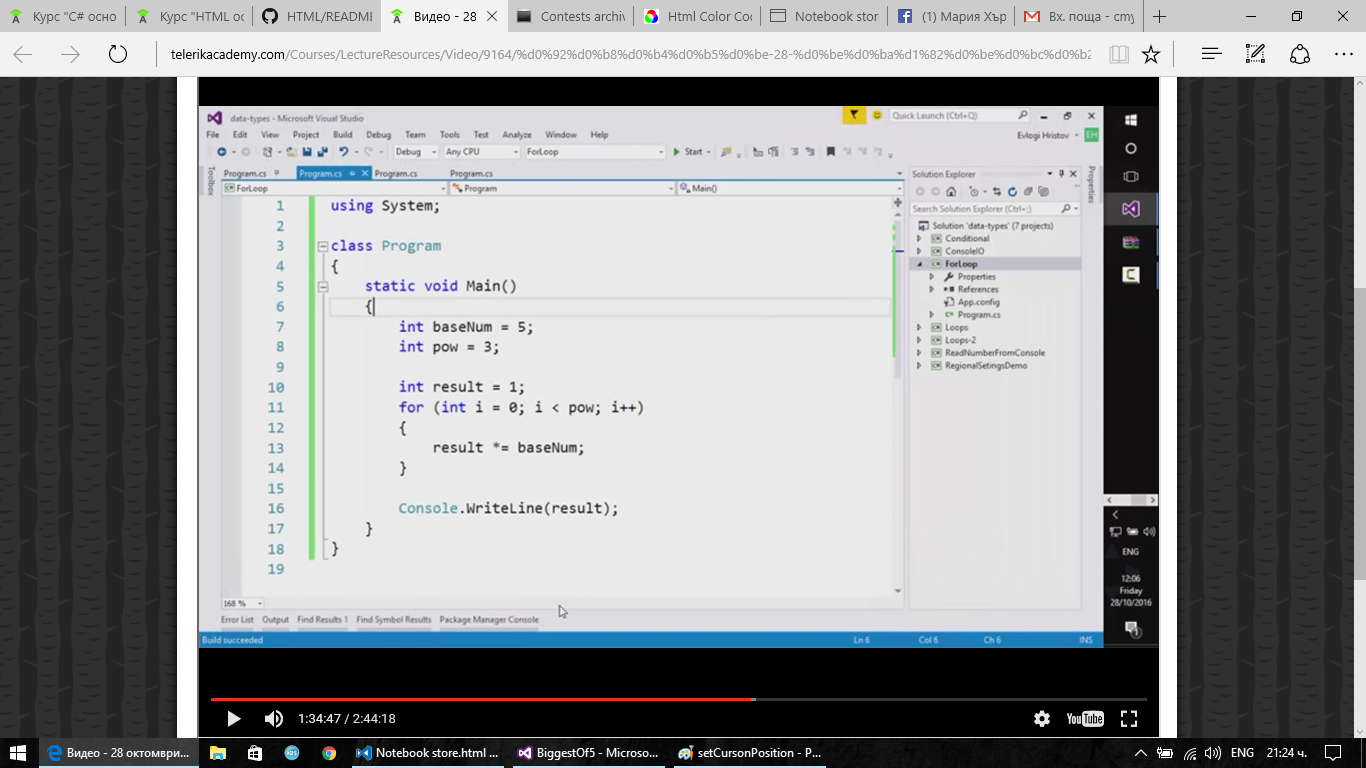 Курс "C# осно
Курс "HTML ос
HTML/README
Видео - 28
Contests archiv
Html Color Coc
Notebook stor
(1) Мария Хър
Вх. поща - сту
telerikacademy.com/Courses/LectureResources/Video/9164/%d0%92%d0%b8%d0%b4%d0%b5%d0%be-28-%d0%be%d0%ba%d1%82%d0%be%d0%bc%d0%b2
data-types - Microsoft Visual Studio
Quick Launch (Ctrl+Q)
File Edit View Project Build Debug Team Tools Test Analyze Window Help
Evlogi Hristov EH
Debug Any CPU ForLoop Start
Toolbox
Program.cs Program.cs Program.cs Program.cs
ForLoop Program Main()
1 using System;
2
3 class Program
4 {
5 static void Main()
6 {
7 int baseNum = 5;
8 int pow = 3;
9
10 int result = 1;
11 for (int i = 0; i < pow; i++)
12 {
13 result *= baseNum;
14 }
15
16 Console.WriteLine(result);
17 }
18 }
19
168 %
Solution Explorer
Properties
Search Solution Explorer (Ctrl+;)
Solution 'data-types' (7 projects)
Conditional
ConsoleIO
ForLoop
Properties
References
App.config
Program.cs
Loops
Loops-2
ReadNumberFromConsole
RegionalSetingsDemo
Error List Output Find Results 1 Find Symbol Results Package Manager Console
Build succeeded Ln 6 Col 6 Ch 6 INS
ENG
12:06
Friday
28/10/2016
1
1:34:47 / 2:44:18
YouTube
Видео - 28 октомври...
Notebook store.html ...
BiggestOf5 - Microso...
setCursonPosition - P...
ENG
21:24 ч.